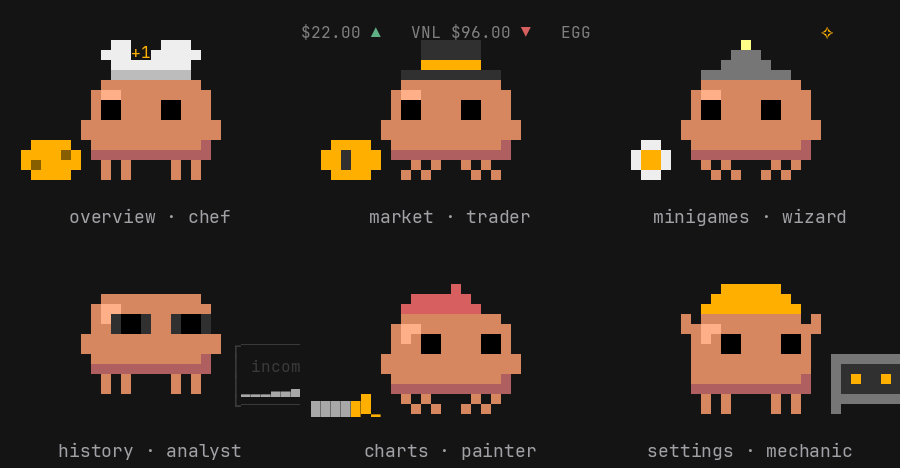 $22.00 ▲ VNL $96.00 ▼ EGG
+1
overview · chef
market · trader
minigames · wizard
incom
history · analyst
charts · painter
settings · mechanic